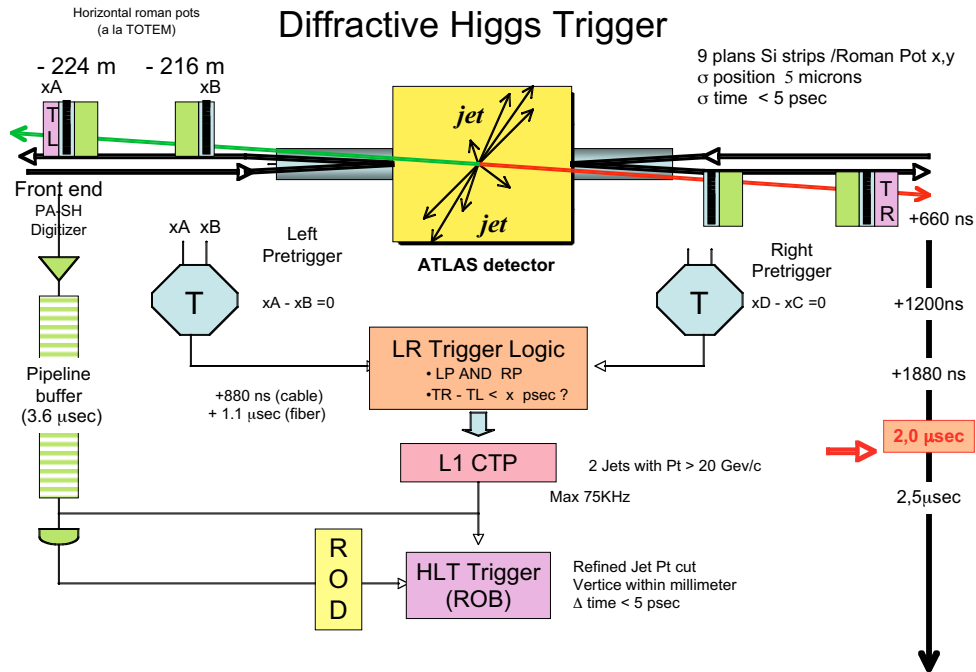 Diffractive Higgs Trigger
Horizontal roman pots
(a la TOTEM)
- 224 m
- 216 m
xA
xB
9 plans Si strips /Roman Pot x,y
σ position 5 microns
σ time < 5 psec
T
L
jet
jet
T
R
Front end
PA-SH
Digitizer
ATLAS detector
+660 ns
xA xB
Left
Pretrigger
T
xA - xB =0
Right
Pretrigger
T
xD - xC =0
+1200ns
LR Trigger Logic
• LP AND RP
•TR - TL < x psec ?
+1880 ns
Pipeline
buffer
(3.6 μsec)
+880 ns (cable)
+ 1.1 μsec (fiber)
2,0 μsec
L1 CTP
2 Jets with Pt > 20 Gev/c
Max 75KHz
2,5μsec
R
O
D
HLT Trigger
(ROB)
Refined Jet Pt cut
Vertice within millimeter
Δ time < 5 psec